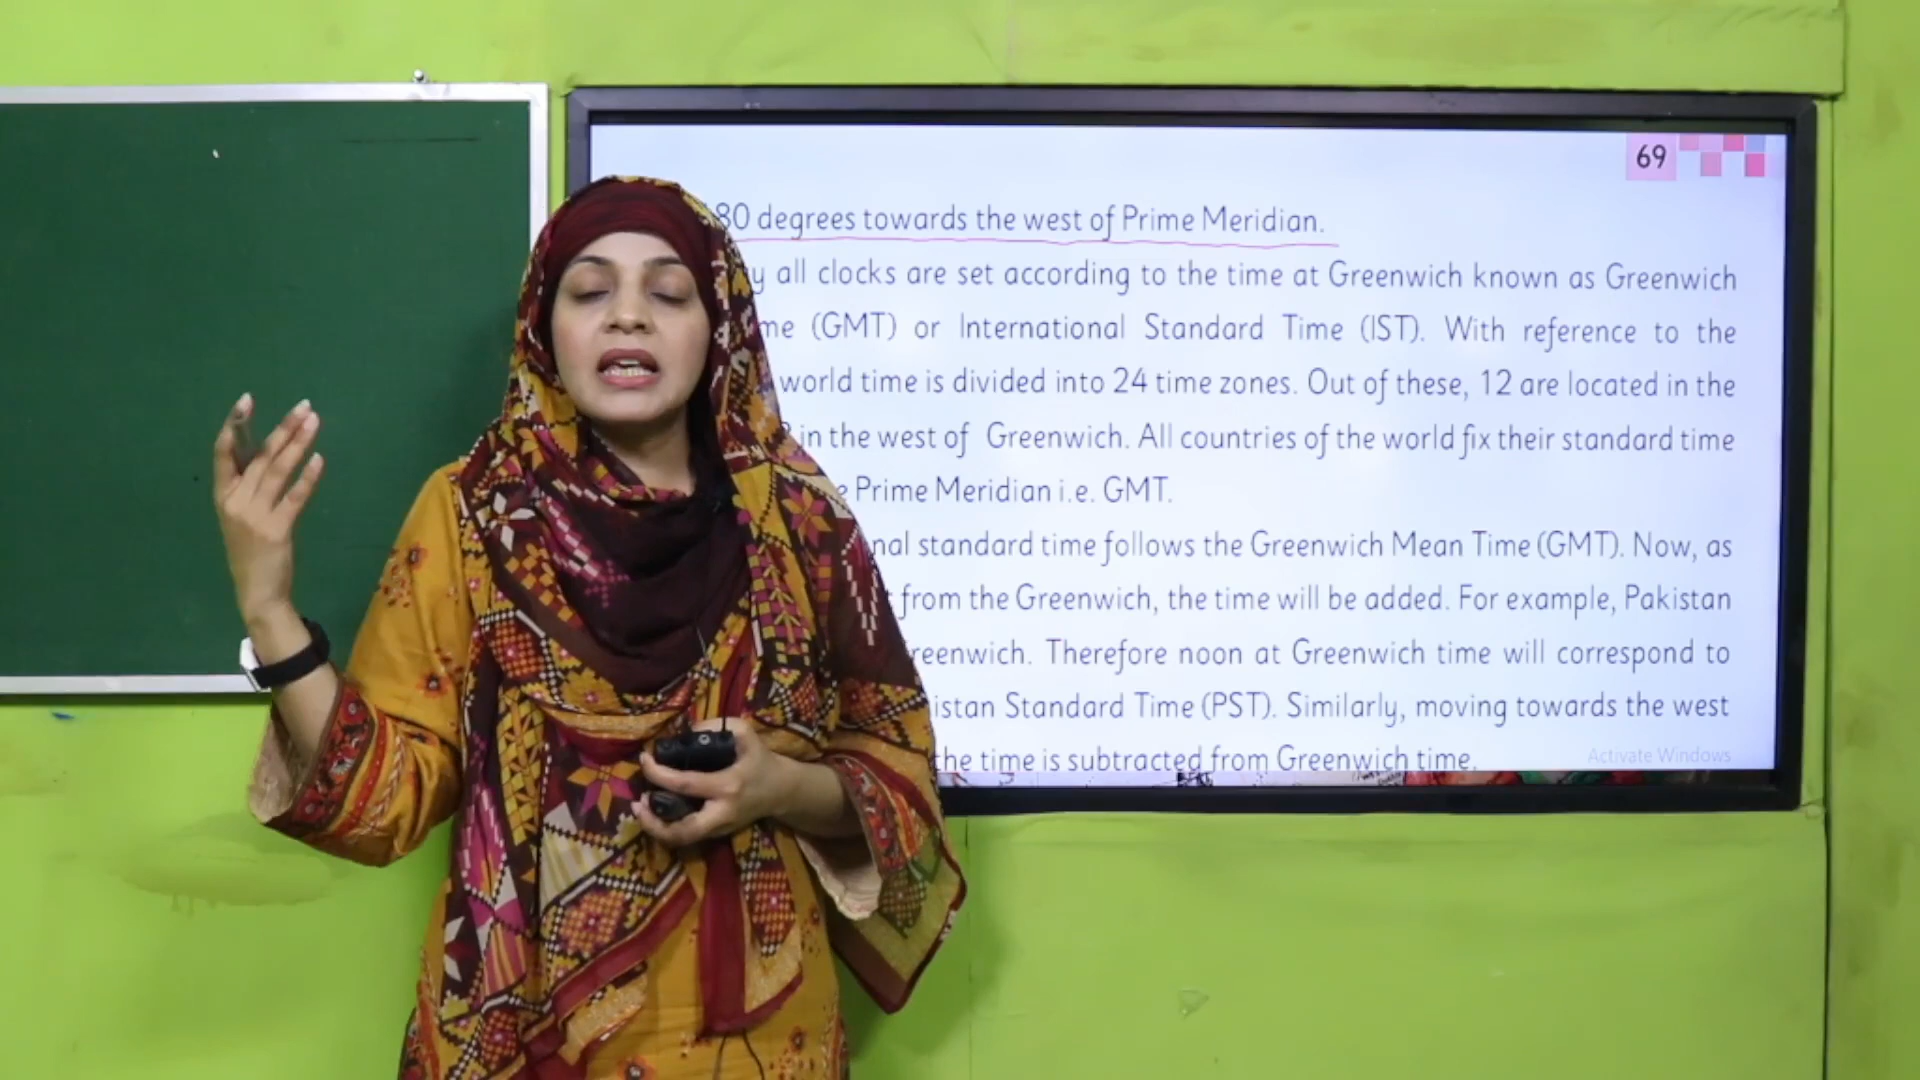 69
80 degrees towards the west of Prime Meridian.
all clocks are set according to the time at Greenwich known as Greenwich
(GMT) or International Standard Time (IST). With reference to the
world time is divided into 24 time zones. Out of these, 12 are located in the
in the west of Greenwich. All countries of the world fix their standard time
Prime Meridian i.e. GMT.
standard time follows the Greenwich Mean Time (GMT). Now, as
from the Greenwich, the time will be added. For example, Pakistan
Therefore noon at Greenwich time will correspond to
Standard Time (PST). Similarly, moving towards the west
the time is subtracted from Greenwich time.
Activate Windows